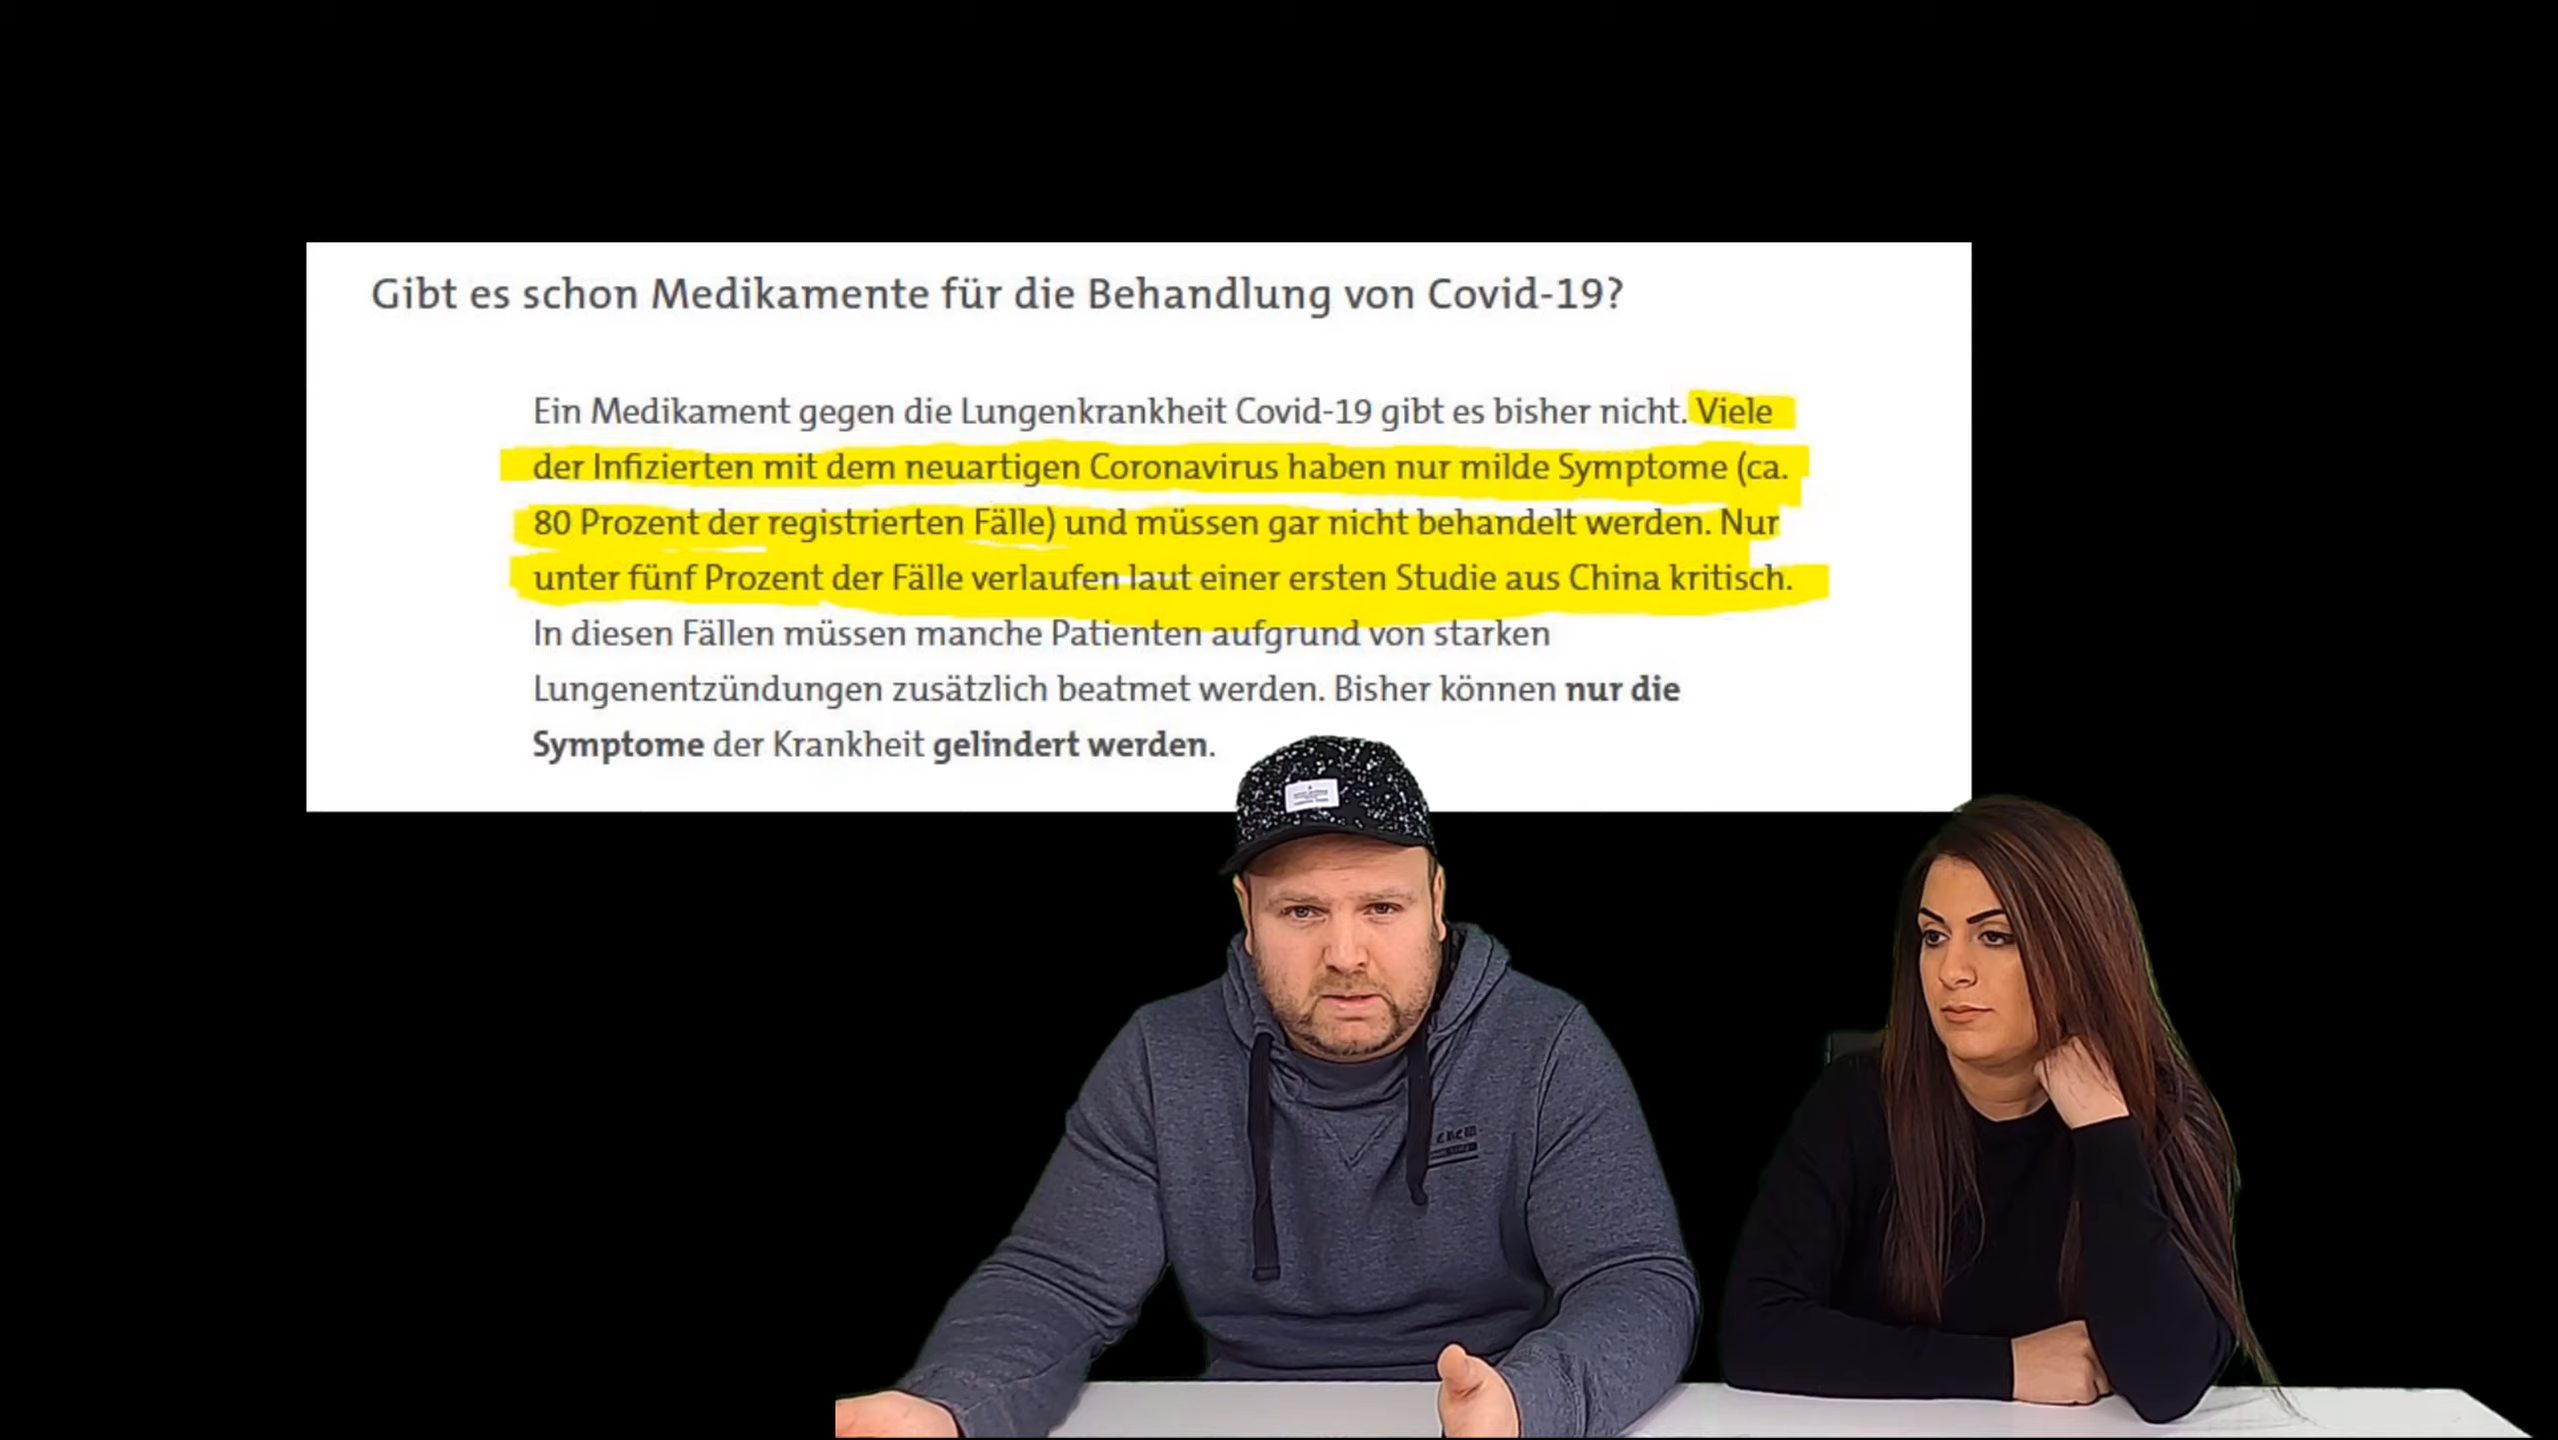 Gibt es schon Medikamente für die Behandlung von Covid-19?
Ein Medikament gegen die Lungenkrankheit Covid-19 gibt es bisher nicht. Viele
der Infizierten mit dem neuartigen Coronavirus haben nur milde Symptome (ca.
80 Prozent der registrierten Fälle) und müssen gar nicht behandelt werden. Nur
unter fünf Prozent der Fälle verlaufen laut einer ersten Studie aus China kritisch.
In diesen Fällen müssen manche Patienten aufgrund von starken
Lungenentzündungen zusätzlich beatmet werden. Bisher können nur die
Symptome der Krankheit gelindert werden.